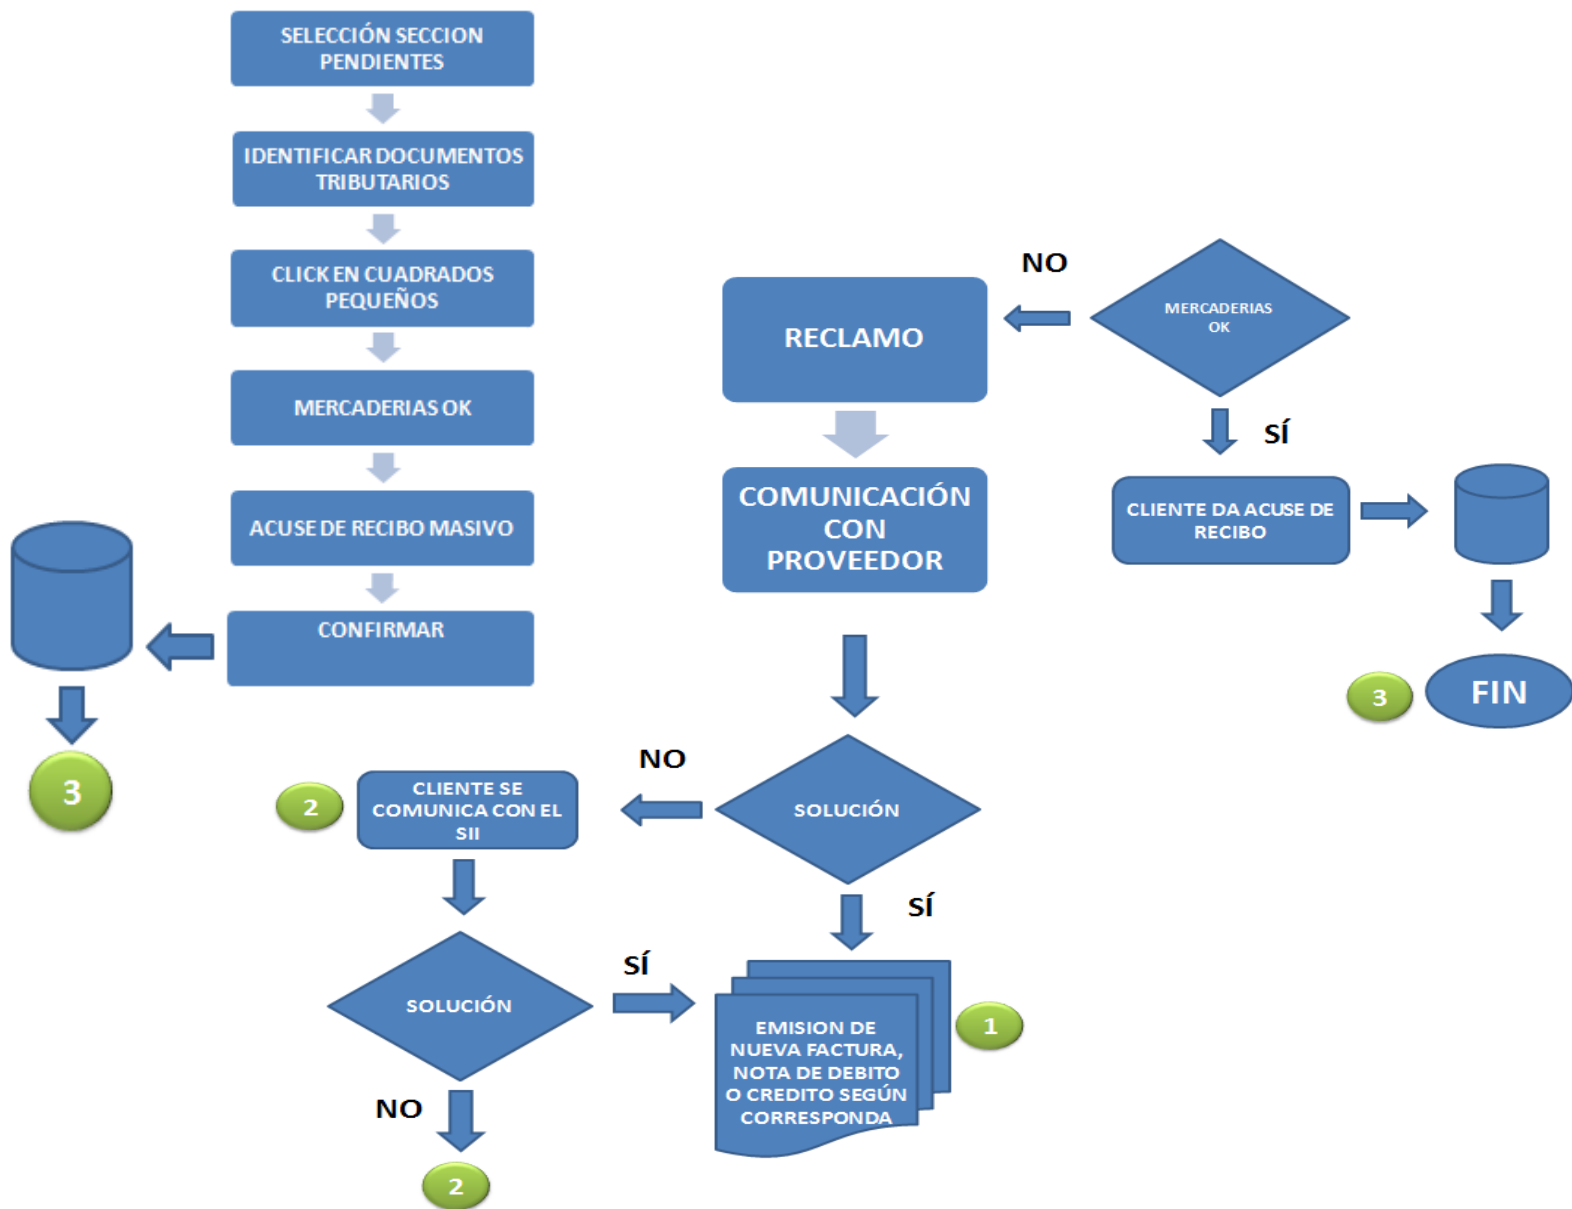 SELECCIÓN SECCION
PENDIENTES
IDENTIFICAR DOCUMENTOS
TRIBUTARIOS
CLICK EN CUADRADOS
PEQUEÑOS
MERCADERIAS OK
ACUSE DE RECIBO MASIVO
CONFIRMAR
3
NO
MERCADERIAS
OK
RECLAMO
SÍ
COMUNICACIÓN
CON
PROVEEDOR
CLIENTE DA ACUSE DE
RECIBO
3
FIN
NO
SOLUCIÓN
2
CLIENTE SE
COMUNICA CON EL
SII
SÍ
SOLUCIÓN
SÍ
EMISION DE
NUEVA FACTURA,
NOTA DE DEBITO
O CREDITO SEGÚN
CORRESPONDA
1
NO
2